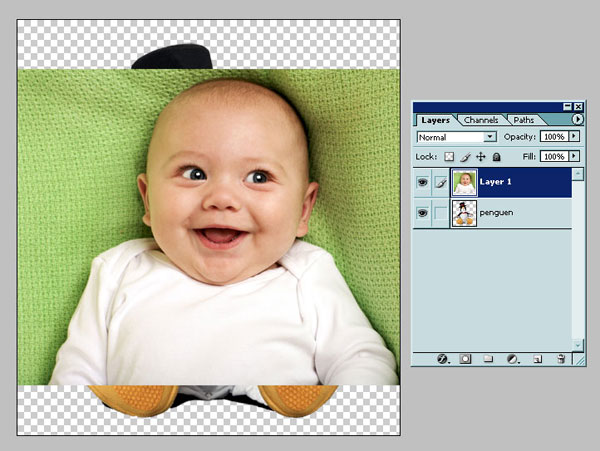 Layers Channels Paths
Normal Opacity: 100%
Lock: Fill: 100%
Layer 1
penguen